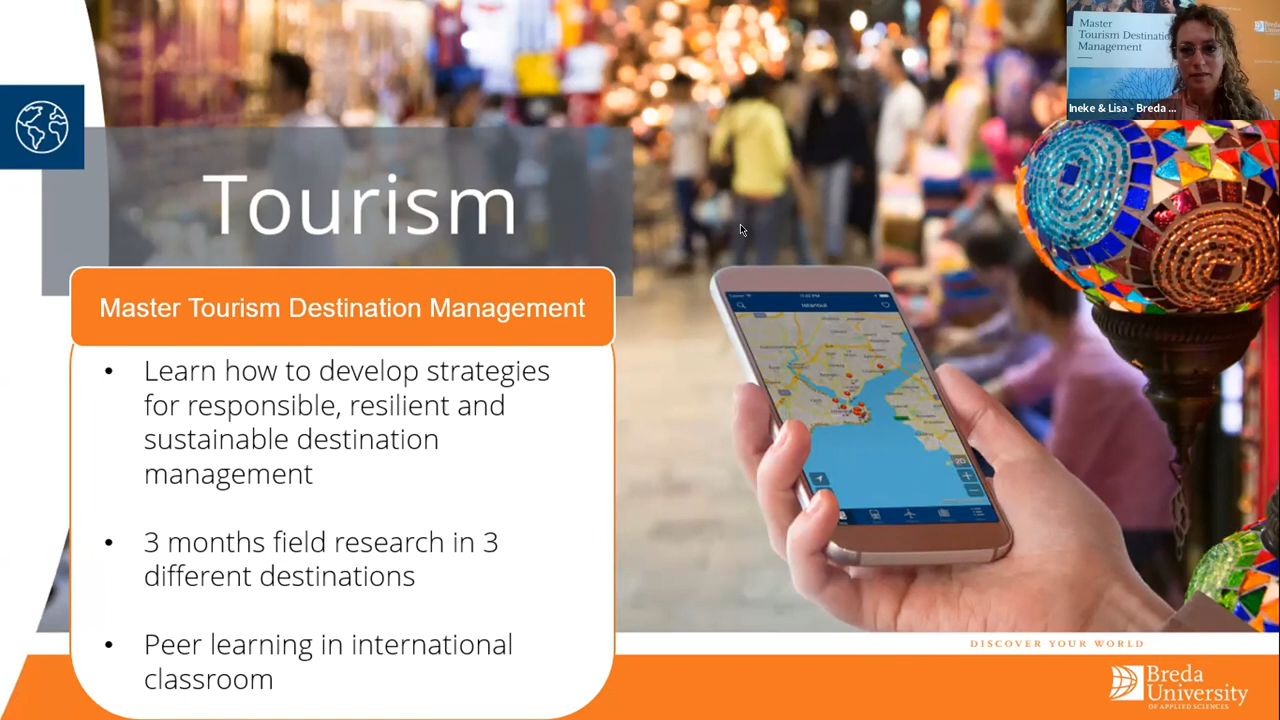 Tourism
Master Tourism Destination Management
• Learn how to develop strategies
for responsible, resilient and
sustainable destination
management
• 3 months field research in 3
different destinations
• Peer learning in international
classroom
Master
Tourism Destinatio
Management
Ineke & Lisa - Breda ...
DISCOVER YOUR WORLD
Breda
University
OF APPLIED SCIENCES